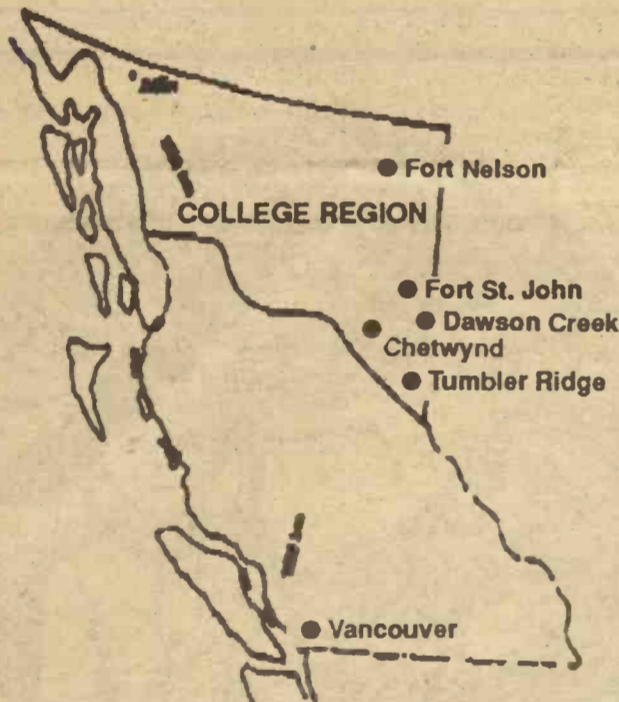 Fort Nelson
COLLEGE REGION
Fort St. John
Dawson Creek
Chetwynd
Tumbler Ridge
Vancouver